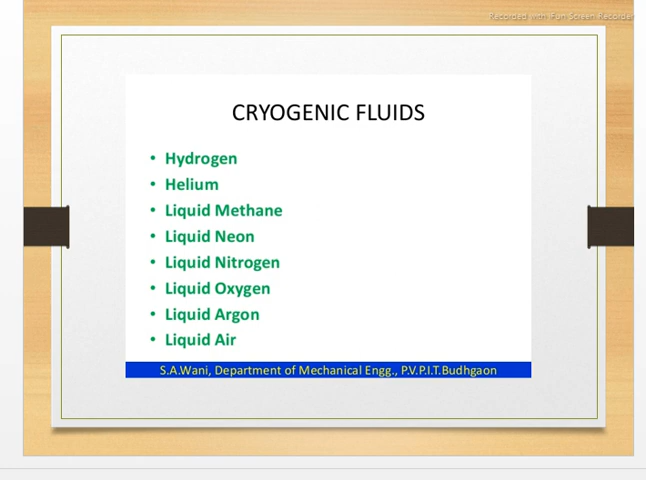 Recorded with Fun Screen Recorder
CRYOGENIC FLUIDS
• Hydrogen
• Helium
• Liquid Methane
• Liquid Neon
• Liquid Nitrogen
• Liquid Oxygen
• Liquid Argon
• Liquid Air
S.A.Wani, Department of Mechanical Engg., P.V.P.I.T.Budhgaon